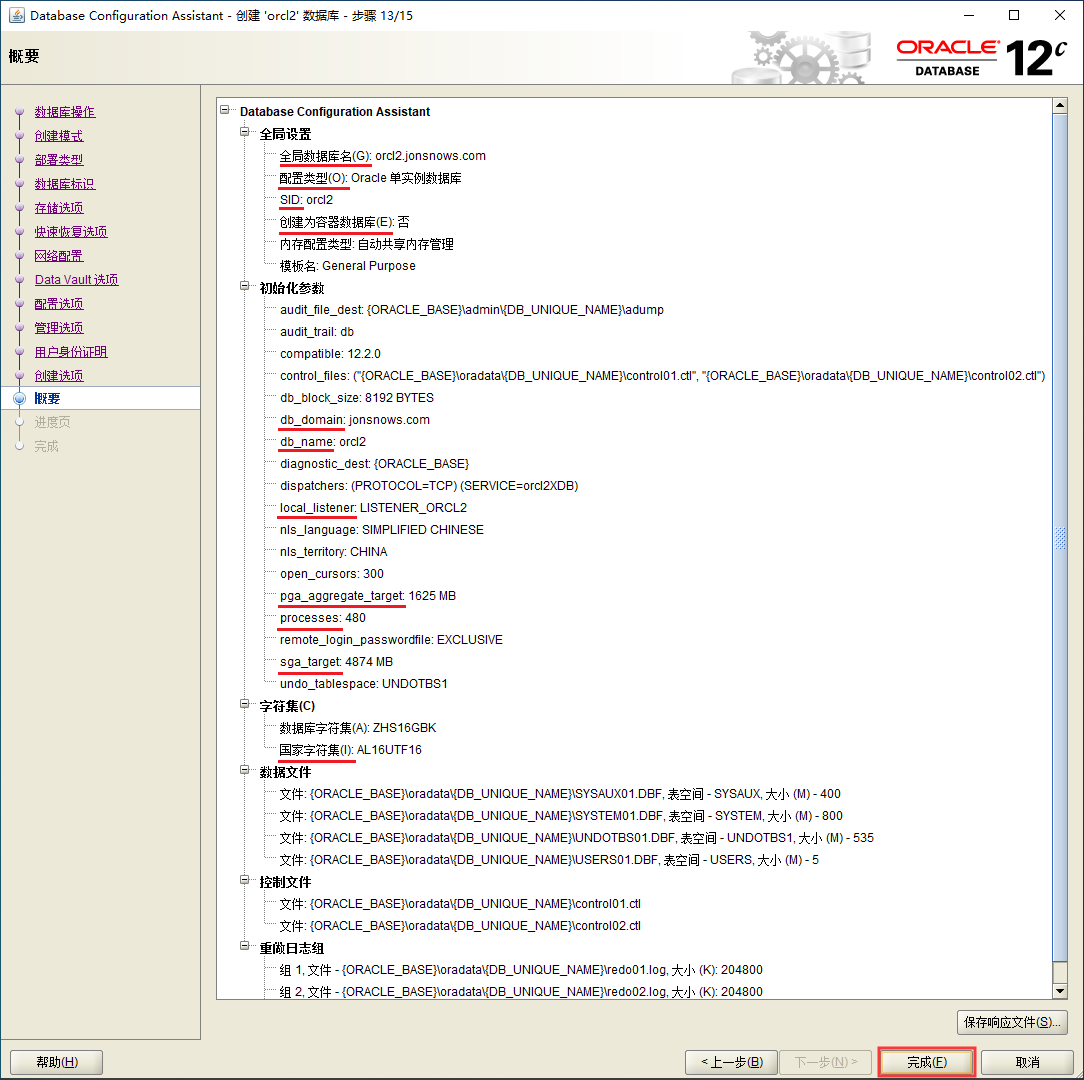 Database Configuration Assistant - 创建 'orcl2' 数据库 - 步骤 13/15
概要
ORACLE®
DATABASE
12c
数据库操作
创建模式
部署类型
数据库标识
存储选项
快速恢复选项
网络配置
Data Vault 选项
配置选项
管理选项
用户身份证明
创建选项
概要
进度页
完成
Database Configuration Assistant
全局设置
全局数据库名(G): orcl2.jonsnows.com
配置类型(O): Oracle 单实例数据库
SID: orcl2
创建为容器数据库(E): 否
内存配置类型: 自动共享内存管理
模板名: General Purpose
初始化参数
audit_file_dest: {ORACLE_BASE}\admin\{DB_UNIQUE_NAME}\adump
audit_trail: db
compatible: 12.2.0
control_files: ("{ORACLE_BASE}\oradata\{DB_UNIQUE_NAME}\control01.ctl", "{ORACLE_BASE}\oradata\{DB_UNIQUE_NAME}\control02.ctl")
db_block_size: 8192 BYTES
db_domain: jonsnows.com
db_name: orcl2
diagnostic_dest: {ORACLE_BASE}
dispatchers: (PROTOCOL=TCP) (SERVICE=orcl2XDB)
local_listener: LISTENER_ORCL2
nls_language: SIMPLIFIED CHINESE
nls_territory: CHINA
open_cursors: 300
pga_aggregate_target: 1625 MB
processes: 480
remote_login_passwordfile: EXCLUSIVE
sga_target: 4874 MB
undo_tablespace: UNDOTBS1
字符集(C)
数据库字符集(A): ZHS16GBK
国家字符集(I): AL16UTF16
数据文件
文件: {ORACLE_BASE}\oradata\{DB_UNIQUE_NAME}\SYSAUX01.DBF, 表空间 - SYSAUX, 大小 (M) - 400
文件: {ORACLE_BASE}\oradata\{DB_UNIQUE_NAME}\SYSTEM01.DBF, 表空间 - SYSTEM, 大小 (M) - 800
文件: {ORACLE_BASE}\oradata\{DB_UNIQUE_NAME}\UNDOTBS01.DBF, 表空间 - UNDOTBS1, 大小 (M) - 535
文件: {ORACLE_BASE}\oradata\{DB_UNIQUE_NAME}\USERS01.DBF, 表空间 - USERS, 大小 (M) - 5
控制文件
文件: {ORACLE_BASE}\oradata\{DB_UNIQUE_NAME}\control01.ctl
文件: {ORACLE_BASE}\oradata\{DB_UNIQUE_NAME}\control02.ctl
重做日志组
组 1, 文件 - {ORACLE_BASE}\oradata\{DB_UNIQUE_NAME}\redo01.log, 大小 (K): 204800
组 2, 文件 - {ORACLE_BASE}\oradata\{DB_UNIQUE_NAME}\redo02.log, 大小 (K): 204800
保存响应文件(S)...
帮助(H)
< 上一步(B)
下一步(N) >
完成(F)
取消